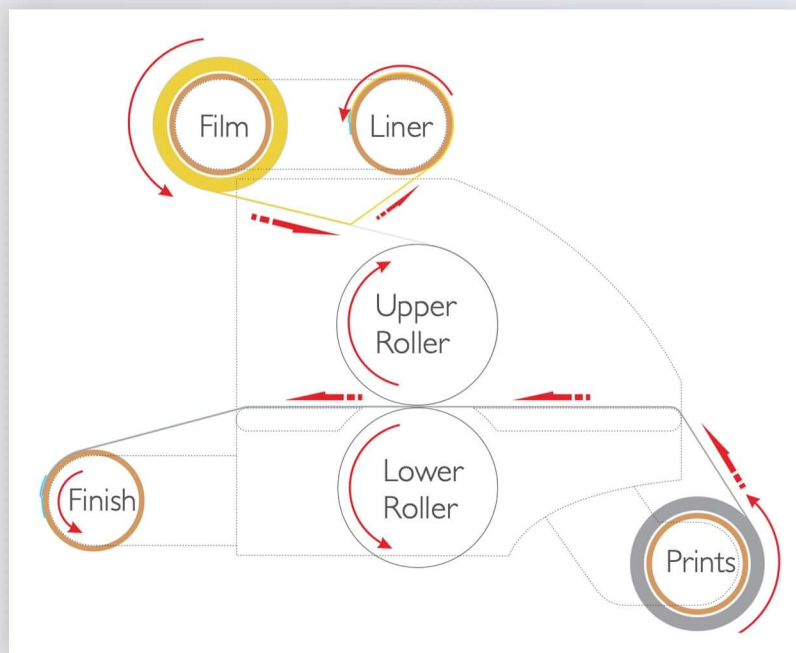 Film
Liner
Upper
Roller
Lower
Roller
Finish
Prints